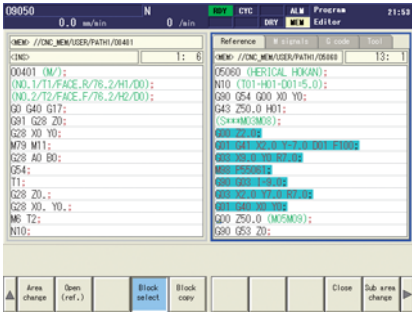 O9050 N RDY CYC ALM Program 21:53
0.0 mm/min 0 /min DRY MEM Editor
<MEM> //CNC_MEM/USER/PATH1/O8401
<INS> 1: 6
O0401 (M/);
(NO.1/T1/FACE.R/76.2/H1/D0);
(NO.2/T2/FACE.F/76.2/H2/D0);
G0 G40 G17;
G91 G28 Z0;
G28 X0 Y0;
M79 M11;
G28 A0 B0;
G54;
T1;
G28 Z0.;
G28 X0. Y0.;
M6 T2;
N10;
Reference M signals G code Tool
<MEM> //CNC_MEM/USER/PATH1/O5060
13: 1
O5060 (HERICAL HOKAN);
N10 (T01-H01-D01=5.0);
G90 G54 G00 X0 Y0;
G43 Z50.0 H01;
(S***M03M08);
G00 Z2.0;
G01 G41 X2.0 Y-7.0 D01 F100;
G03 X9.0 Y0 R7.0;
M98 P55061;
G90 G03 I-9.0;
G03 X2.0 Y7.0 R7.0;
G01 G40 X0 Y0;
G00 Z50.0 (M05M09);
G90 G53 Z0;
Area change
Open (ref.)
Block select
Block copy
Close
Sub area change